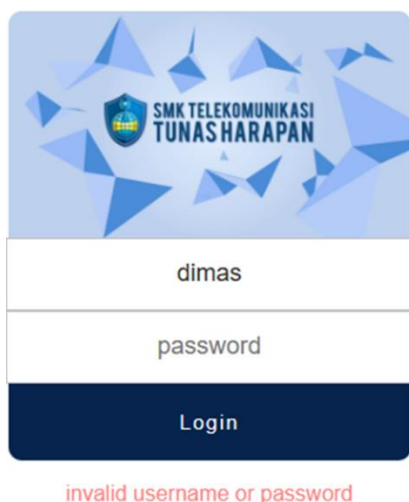 SMK TELEKOMUNIKASI
TUNAS HARAPAN
dimas
password
Login
invalid username or password